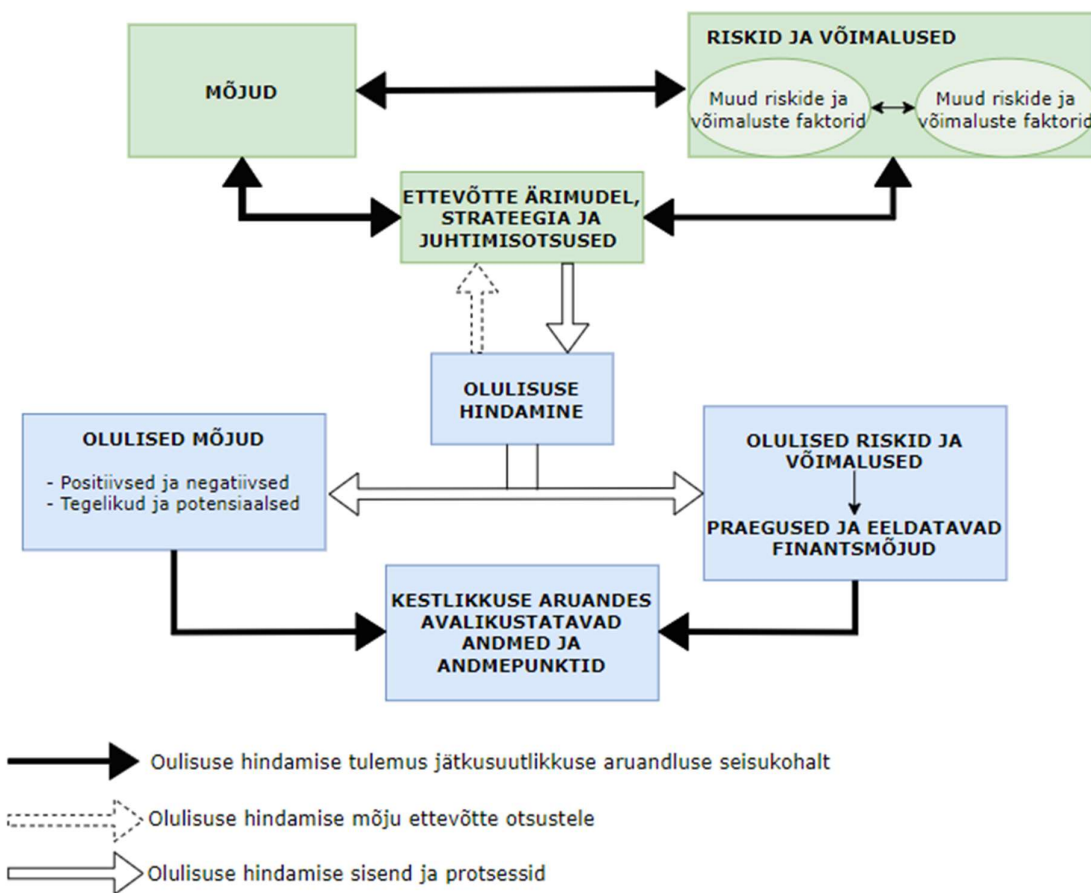 MÕJUD
RISKID JA VÕIMALUSED
Muud riskide ja
võimaluste faktorid
Muud riskide ja
võimaluste faktorid
ETTEVÕTTE ÄRIMUDEL,
STRATEEGIA JA
JUHTIMISOTSUSED
OLULISUSE
HINDAMINE
OLULISED MÕJUD
- Positiivsed ja negatiivsed
- Tegelikud ja potensiaalsed
OLULISED RISKID JA
VÕIMALUSED
PRAEGUSED JA EELDATAVAD
FINANTSMÕJUD
KESTLIKKUSE ARUANDES
AVALIKUSTATAVAD
ANDMED JA
ANDMEPUNKTID
Oulisuse hindamise tulemus jätkusuutlikkuse aruandluse seisukohalt
Olulisuse hindamise mõju ettevõtte otsustele
Olulisuse hindamise sisend ja protsessid